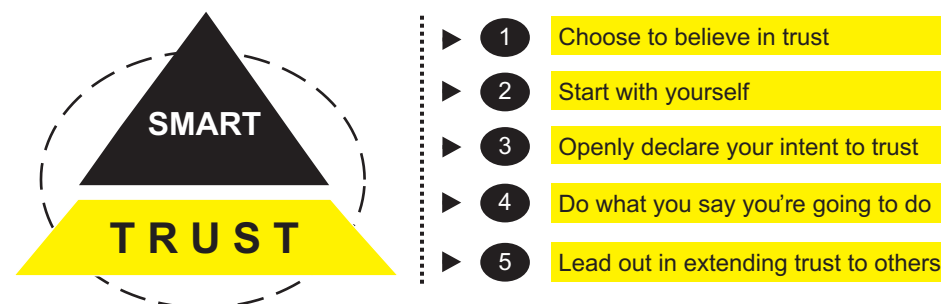 SMART
TRUST
1 Choose to believe in trust
2 Start with yourself
3 Openly declare your intent to trust
4 Do what you say you're going to do
5 Lead out in extending trust to others